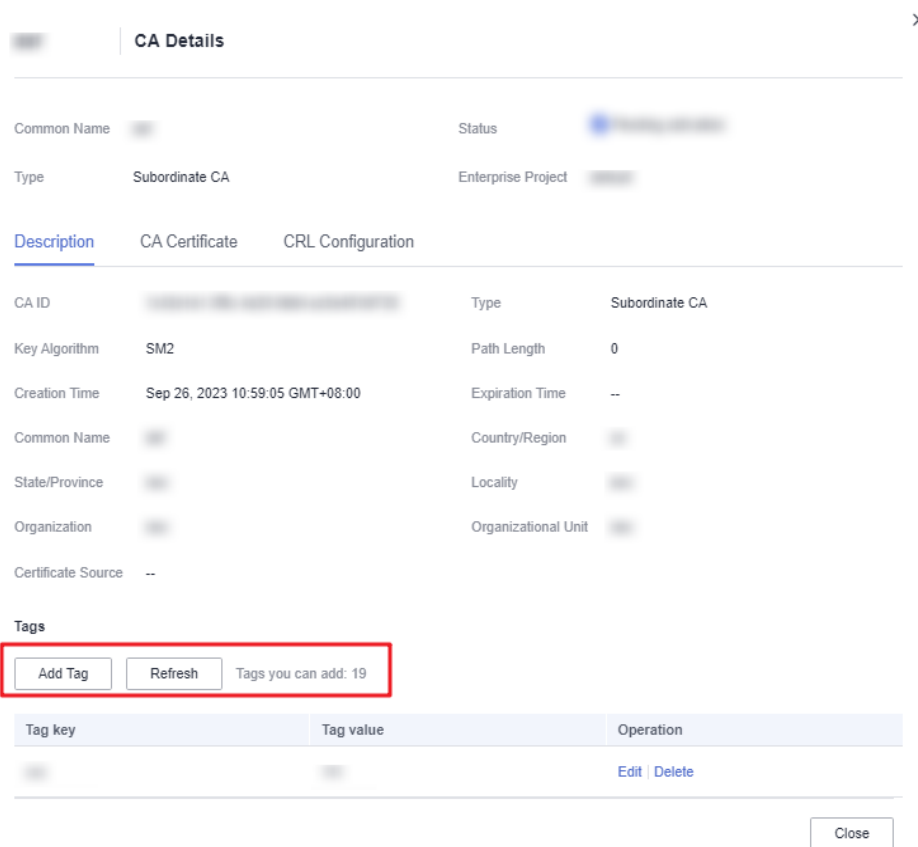 CA Details
Common Name Status
Type Subordinate CA Enterprise Project
Description CA Certificate CRL Configuration
CA ID Type Subordinate CA
Key Algorithm SM2 Path Length 0
Creation Time Sep 26, 2023 10:59:05 GMT+08:00 Expiration Time --
Common Name Country/Region
State/Province Locality
Organization Organizational Unit
Certificate Source --
Tags
Add Tag Refresh Tags you can add: 19
Tag key Tag value Operation
Edit Delete
Close